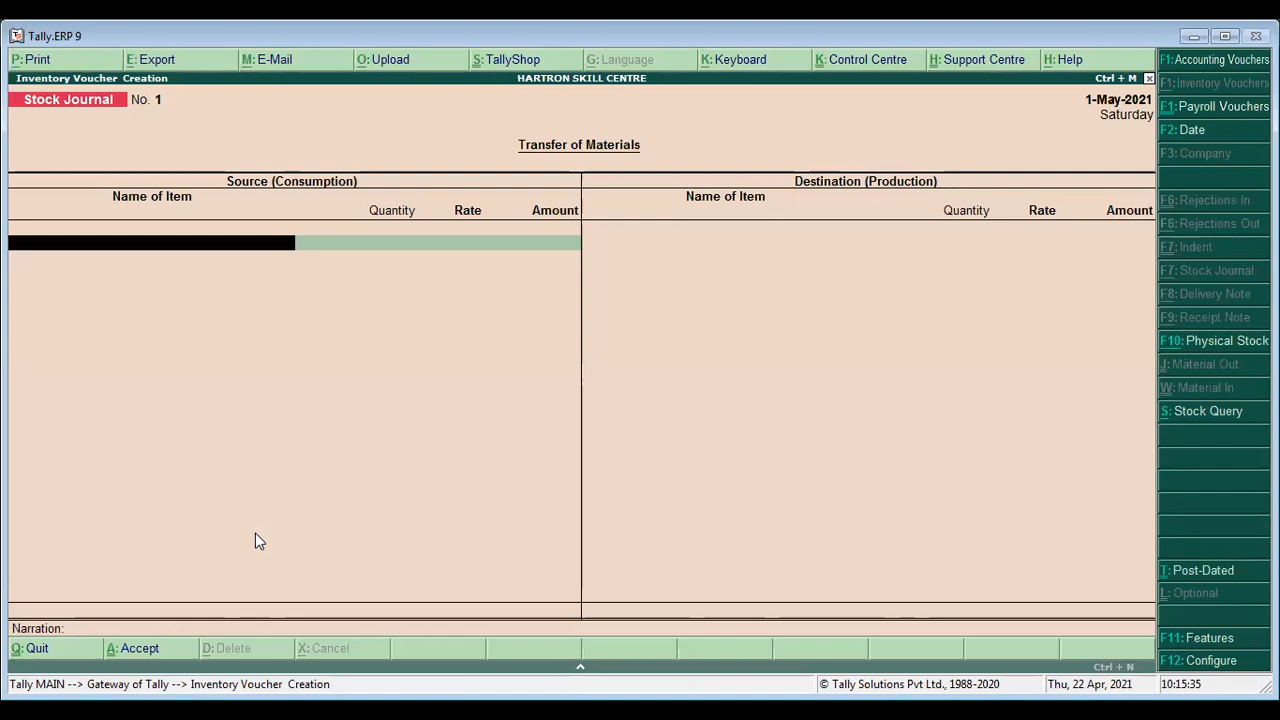 Tally.ERP 9
P: Print E: Export M: E-Mail O: Upload S: TallyShop G: Language K: Keyboard K: Control Centre H: Support Centre H: Help
Inventory Voucher Creation HARTRON SKILL CENTRE Ctrl + M
Stock Journal No. 1 1-May-2021
Saturday
Transfer of Materials
Source (Consumption) Destination (Production)
Name of Item Name of Item
Quantity Rate Amount Quantity Rate Amount
F1: Accounting Vouchers
F1: Inventory Vouchers
F1: Payroll Vouchers
F2: Date
F3: Company
F6: Rejections In
F6: Rejections Out
F7: Indent
F7: Stock Journal
F8: Delivery Note
F9: Receipt Note
F10: Physical Stock
J: Material Out
W: Material In
S: Stock Query
T: Post-Dated
L: Optional
F11: Features
F12: Configure
Narration:
Q: Quit A: Accept D: Delete X: Cancel
Ctrl + N
Tally MAIN --> Gateway of Tally --> Inventory Voucher Creation © Tally Solutions Pvt Ltd., 1988-2020 Thu, 22 Apr, 2021 10:15:35